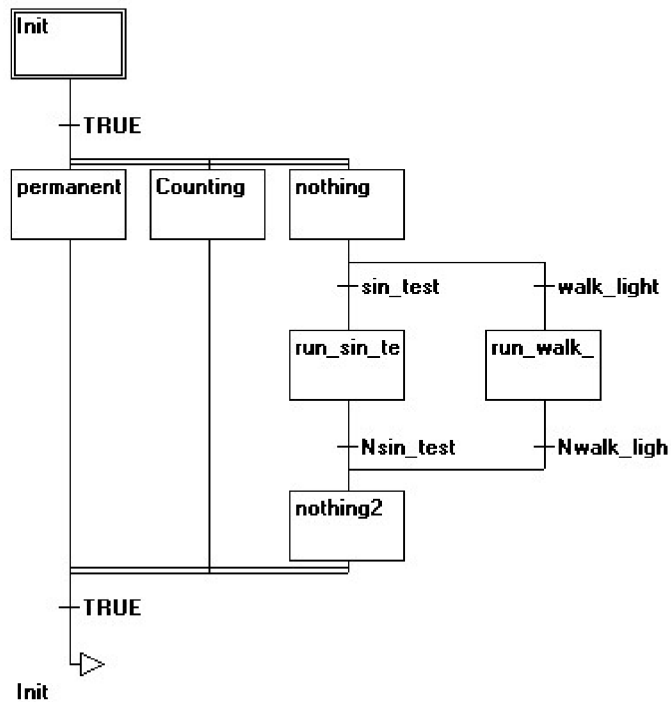 Init
TRUE
permanent
Counting
nothing
sin_test
walk_light
run_sin_te
run_walk_
Nsin_test
Nwalk_ligh
nothing2
TRUE
Init